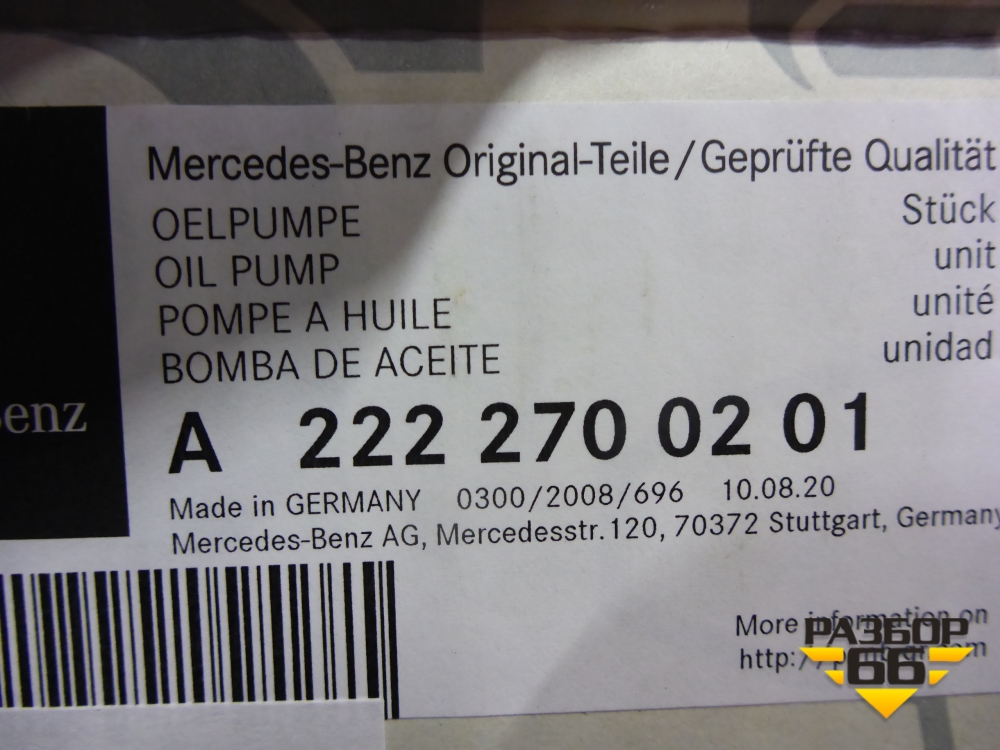 Mercedes-Benz Original-Teile/Geprüfte Qualität
OELPUMPE Stück
OIL PUMP unit
POMPE A HUILE unité
BOMBA DE ACEITE unidad
enz
A 222 270 02 01
Made in GERMANY 0300/2008/696 10.08.20
Mercedes-Benz AG, Mercedesstr. 120, 70372 Stuttgart, Germany
More information on
http://
РАЗБОР
66